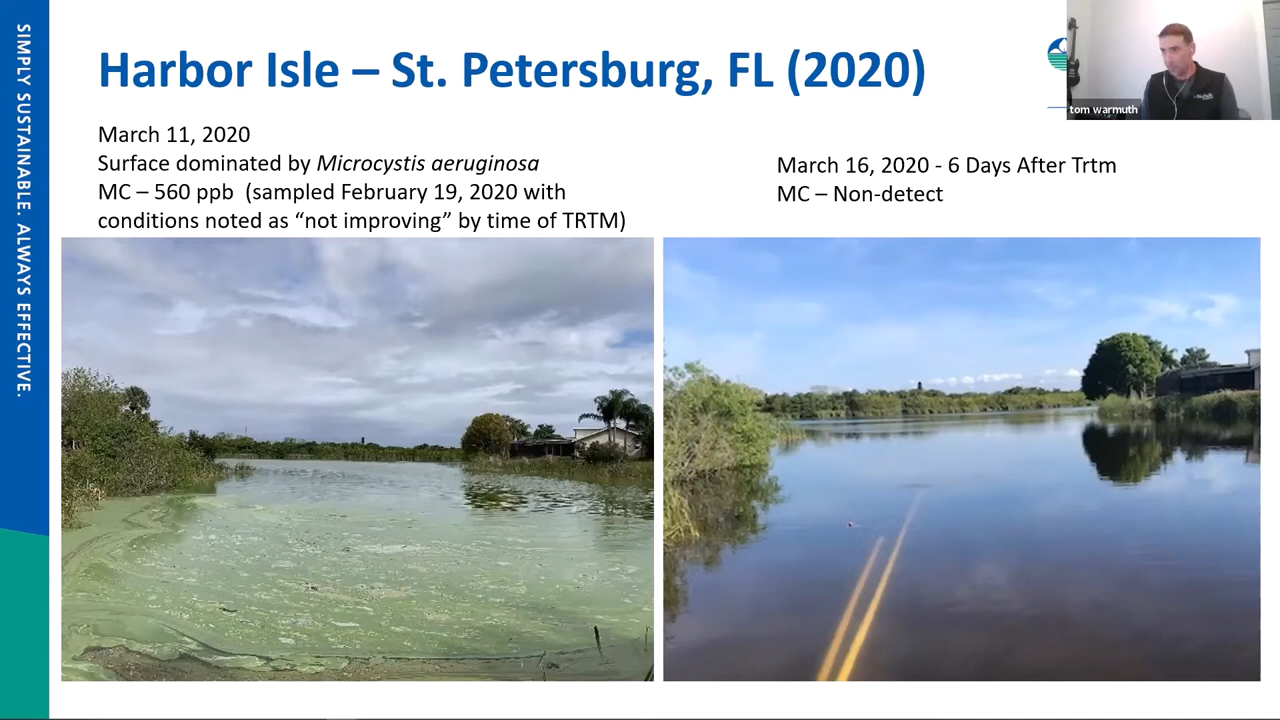 SIMPLY SUSTAINABLE. ALWAYS EFFECTIVE.
Harbor Isle – St. Petersburg, FL (2020)
tom warmuth
March 11, 2020
Surface dominated by Microcystis aeruginosa
MC – 560 ppb (sampled February 19, 2020 with
conditions noted as “not improving” by time of TRTM)
March 16, 2020 - 6 Days After Trtm
MC – Non-detect